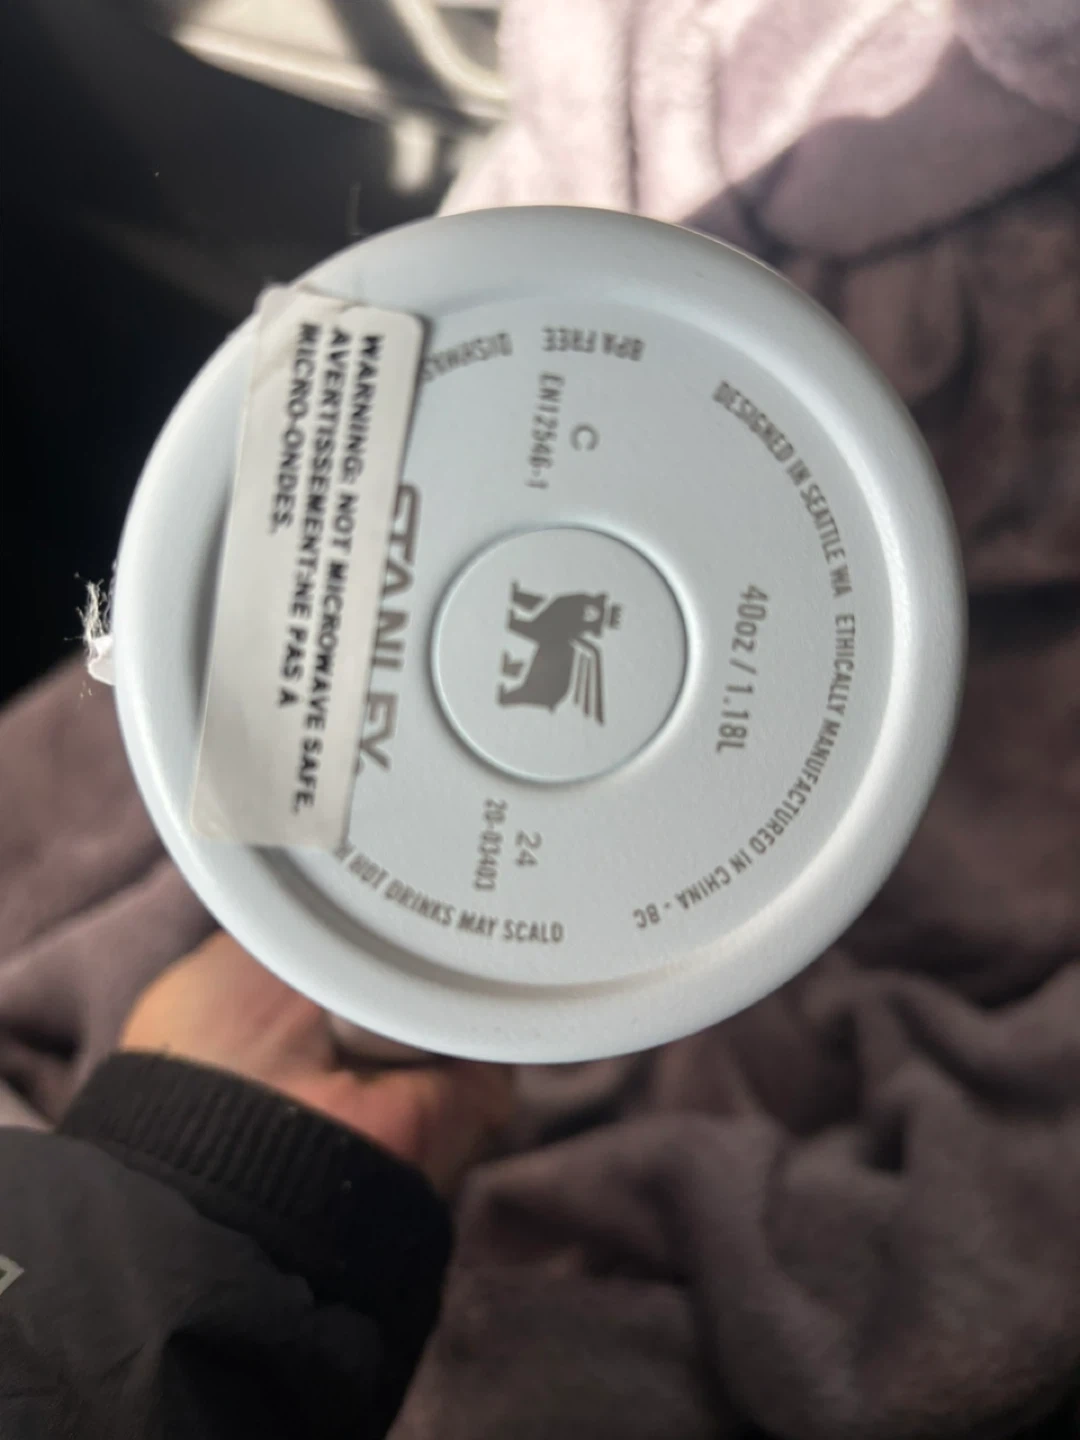 WARNING: NOT MICROWAVE SAFE.
AVERTISSEMENT:NE PAS À
MICRO-ONDES.
STANLEY.
BPA FREE
C
EN12546-1
24
20-03403
40oz / 1.18L
DESIGNED IN SEATTLE WA ETHICALLY MANUFACTURED IN CHINA - BC
HOT DRINKS MAY SCALD